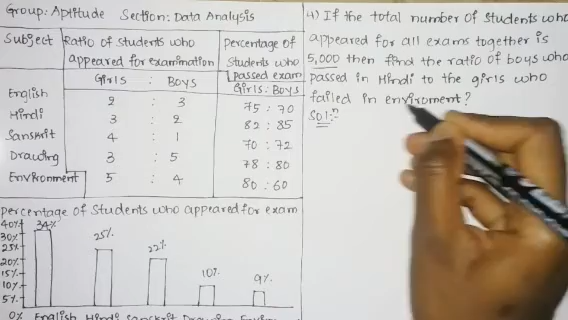 Group: Aptitude Section: Data Analysis
Subject
Ratio of students who appeared for examination
Percentage of Students who Passed exam
Girls : Boys
Girls: Boys
English 2 : 3 75 : 70
Hindi 3 : 2 82 : 85
Sanskrit 4 : 1 70 : 72
Drawing 3 : 5 78 : 80
Environment 5 : 4 80 : 60
percentage of Students who appeared for exam
40%
30%
25%
20%
15%
10%
5%
0%
34%
25%
22%
10%
9%
English Hindi Sanskrit Drawing
4) If the total number of students who
appeared for all exams together is
5,000 then find the ratio of boys who
passed in Hindi to the girls who
failed in enviroment?
Solⁿ:-